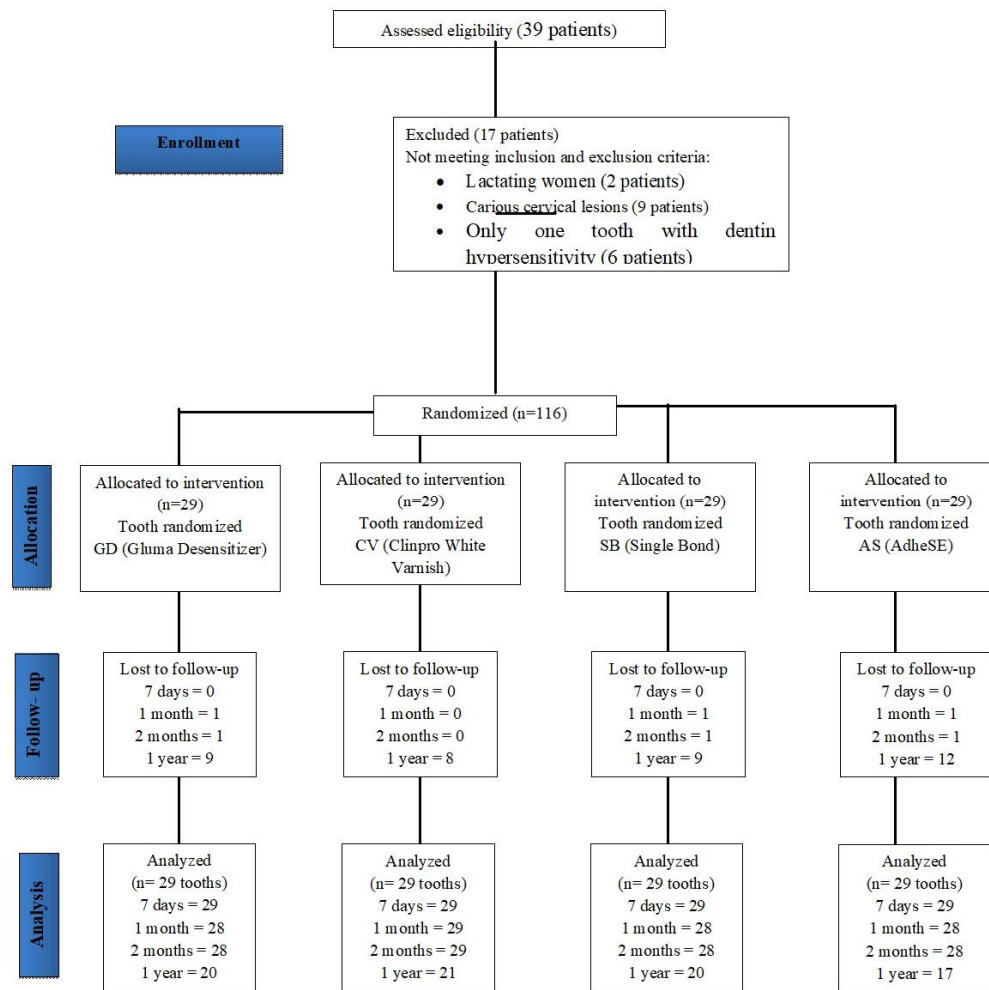 Assessed eligibility (39 patients)
Enrollment
Excluded (17 patients)
Not meeting inclusion and exclusion criteria:
• Lactating women (2 patients)
• Carious cervical lesions (9 patients)
• Only one tooth with dentin
hypersensitivity (6 patients)
Randomized (n=116)
Allocation
Allocated to intervention
(n=29)
Tooth randomized
GD (Gluma Desensitizer)
Allocated to intervention
(n=29)
Tooth randomized
CV (Clinpro White
Varnish)
Allocated to
intervention (n=29)
Tooth randomized
SB (Single Bond)
Allocated to
intervention (n=29)
Tooth randomized
AS (AdheSE)
Follow- up
Lost to follow-up
7 days = 0
1 month = 1
2 months = 1
1 year = 9
Lost to follow-up
7 days = 0
1 month = 0
2 months = 0
1 year = 8
Lost to follow-up
7 days = 0
1 month = 1
2 months = 1
1 year = 9
Lost to follow-up
7 days = 0
1 month = 1
2 months = 1
1 year = 12
Analysis
Analyzed
(n= 29 tooths)
7 days = 29
1 month = 28
2 months = 28
1 year = 20
Analyzed
(n= 29 tooths)
7 days = 29
1 month = 29
2 months = 29
1 year = 21
Analyzed
(n= 29 tooths)
7 days = 29
1 month = 28
2 months = 28
1 year = 20
Analyzed
(n= 29 tooths)
7 days = 29
1 month = 28
2 months = 28
1 year = 17